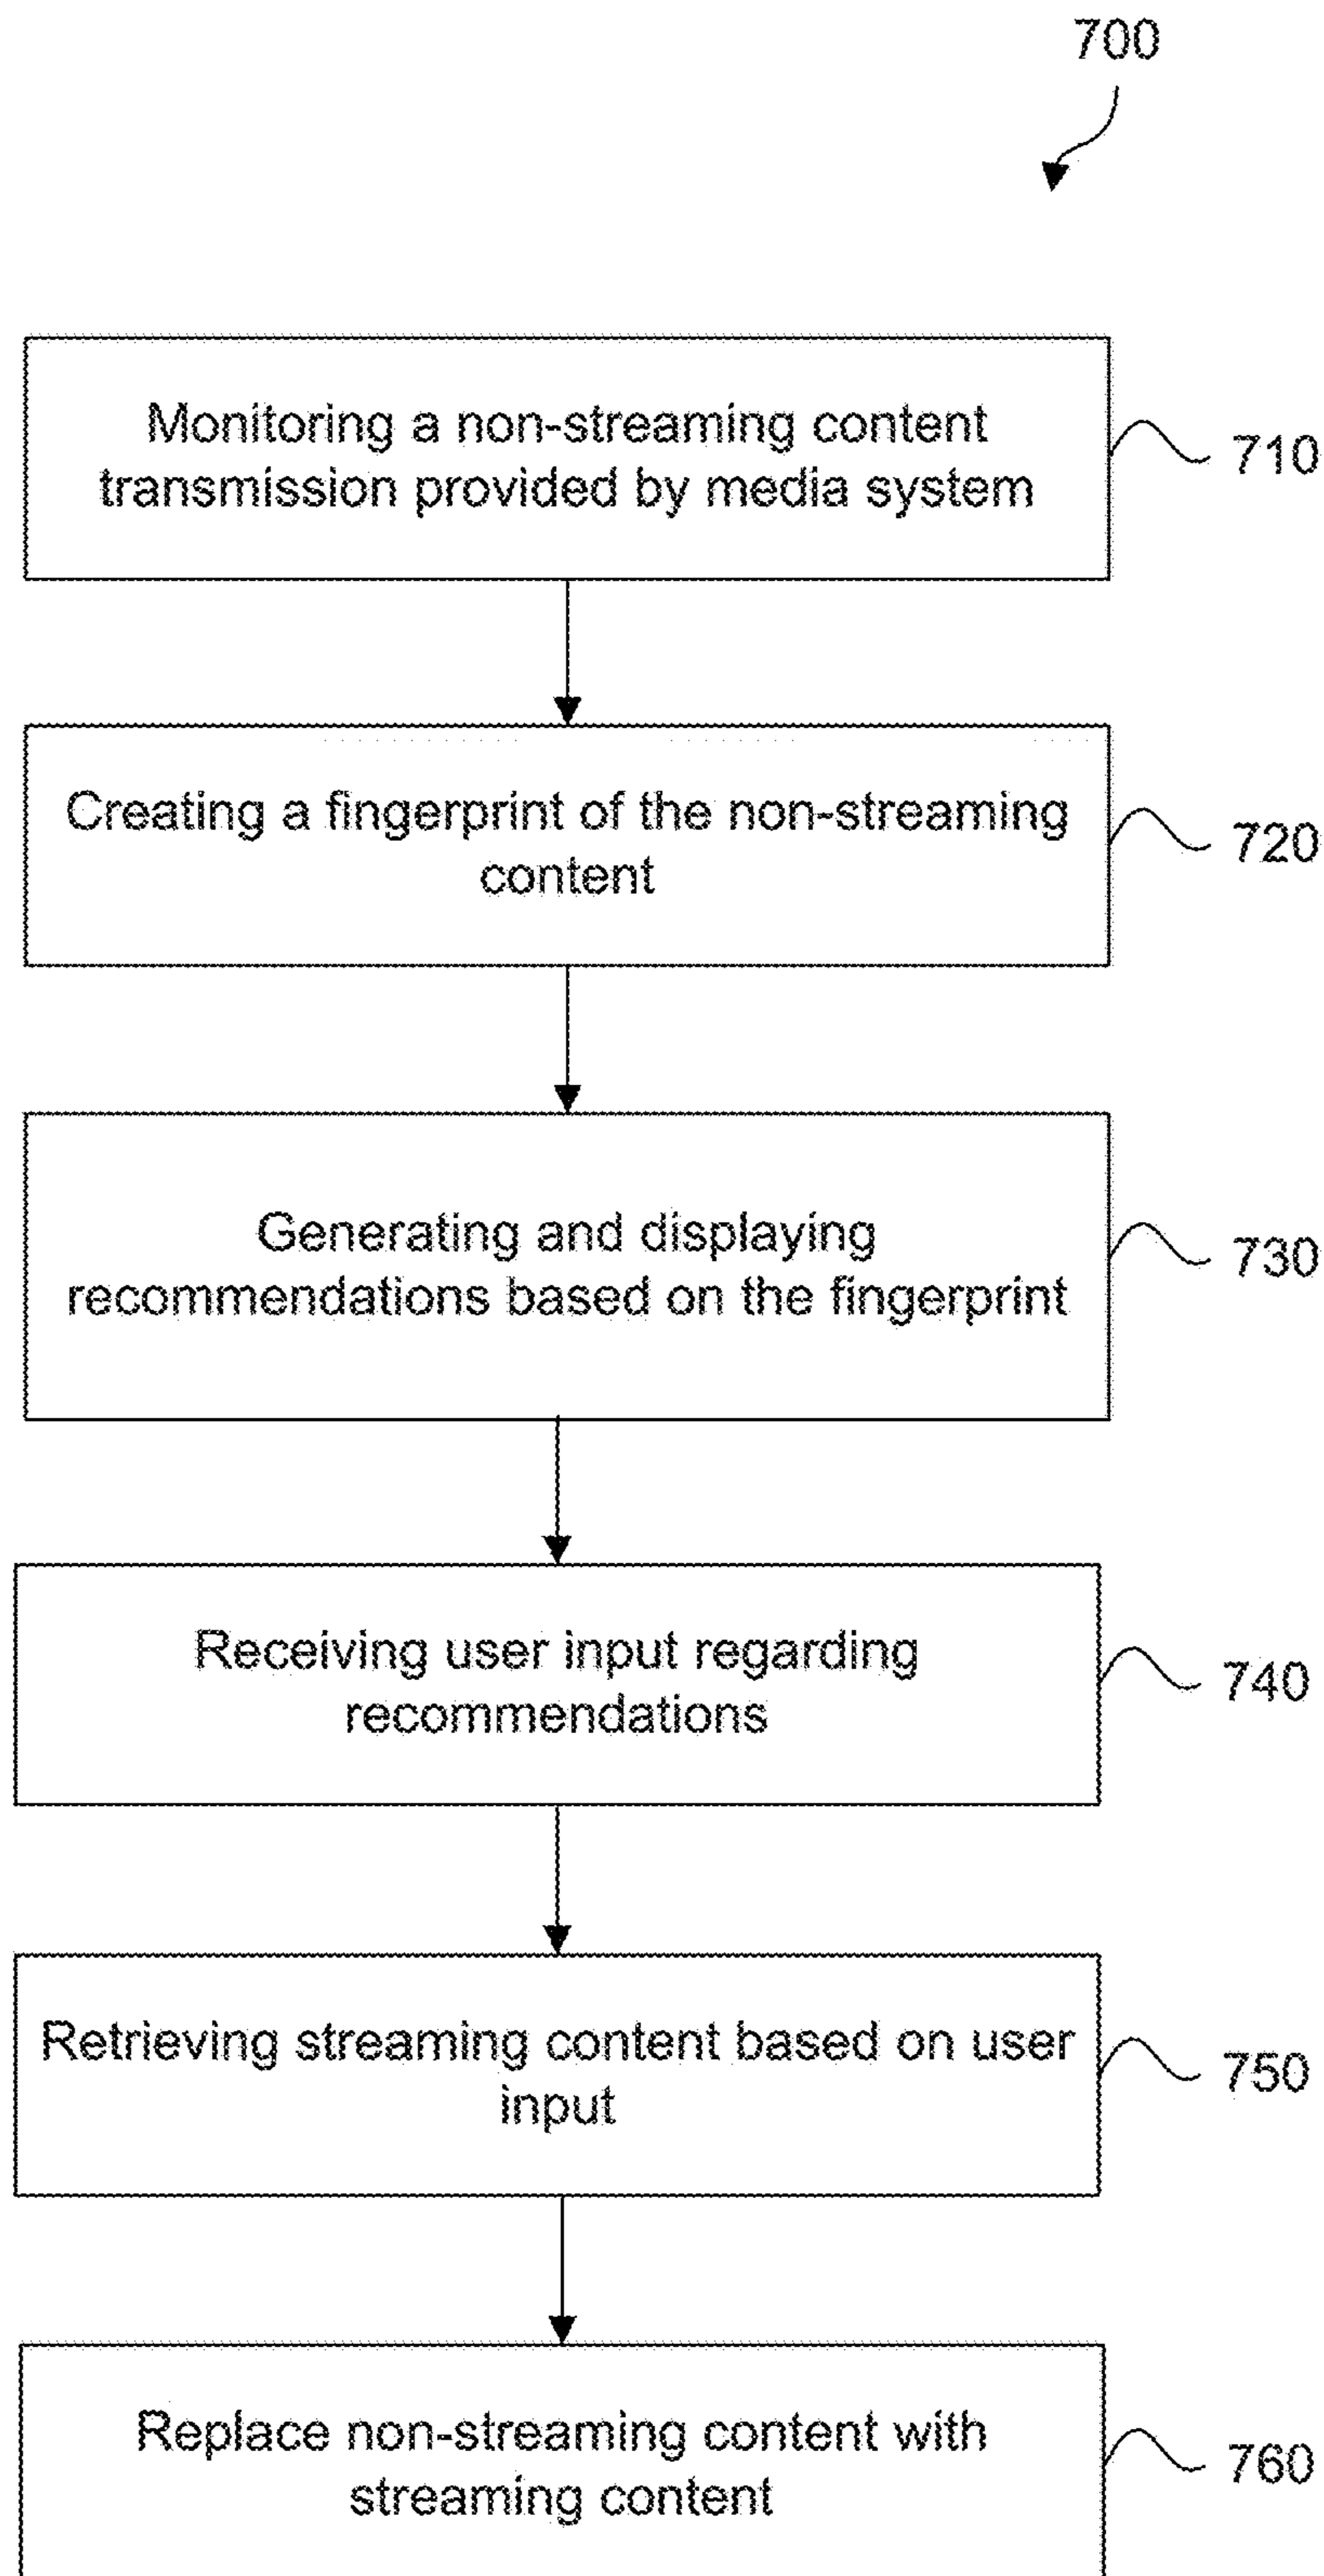 700
Monitoring a non-streaming content
transmission provided by media system
710
Creating a fingerprint of the non-streaming
content
720
Generating and displaying
recommendations based on the fingerprint
730
Receiving user input regarding
recommendations
740
Retrieving streaming content based on user
input
750
Replace non-streaming content with
streaming content
760